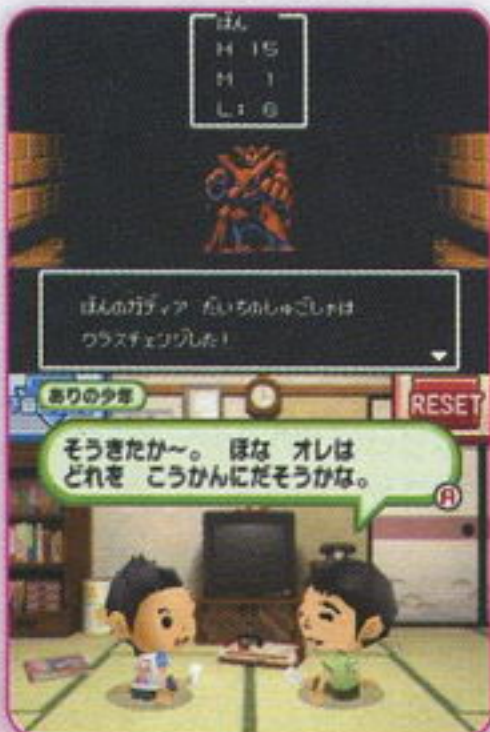 ぼん
H 15
M 1
L: 6
ぼんのガディア だいちのしゅごしゃは
クラスチェンジした!
ありの少年
RESET
そうきたか〜。 ほな オレは
どれを こうかんにだそうかな。
A